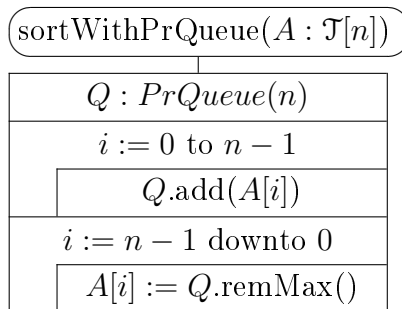 sortWithPrQueue(A : 𝒯[n])
Q : PrQueue(n)
i := 0 to n − 1
Q.add(A[i])
i := n − 1 downto 0
A[i] := Q.remMax()